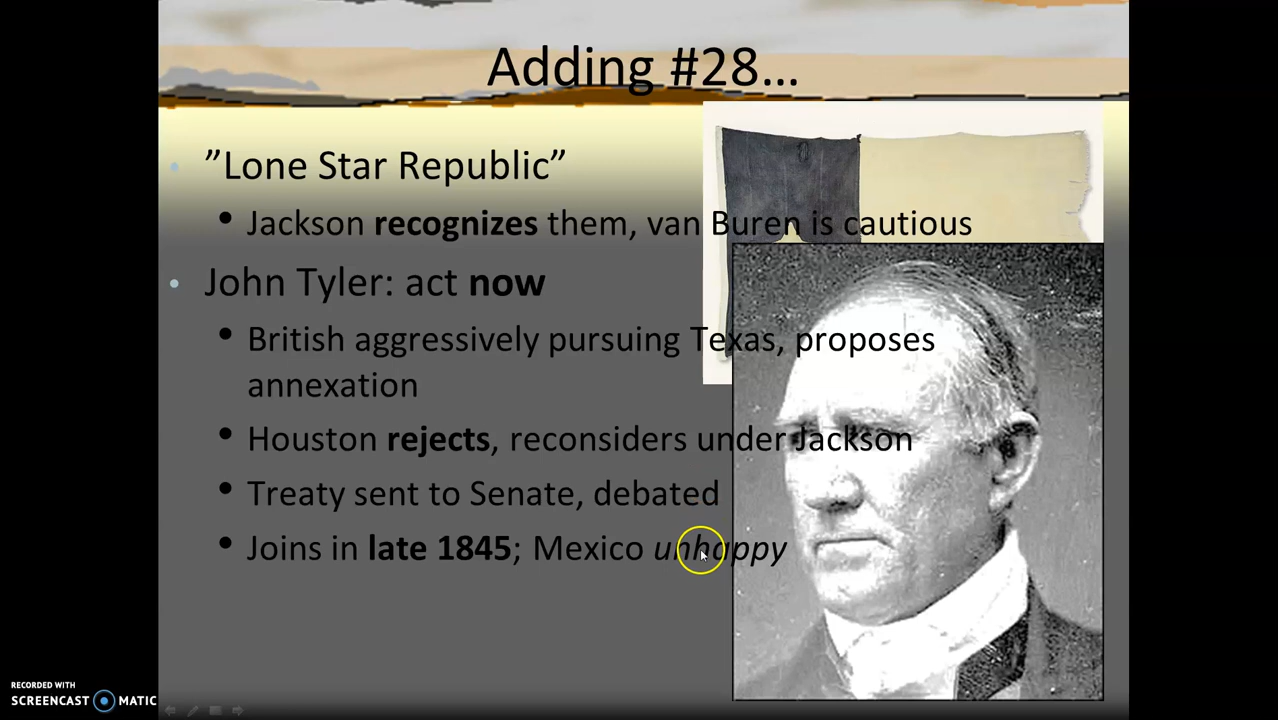 Adding #28…
”Lone Star Republic”
Jackson recognizes them, van Buren is cautious
John Tyler: act now
British aggressively pursuing Texas, proposes
annexation
Houston rejects, reconsiders under Jackson
Treaty sent to Senate, debated
Joins in late 1845; Mexico unhappy
RECORDED WITH
SCREENCAST MATIC